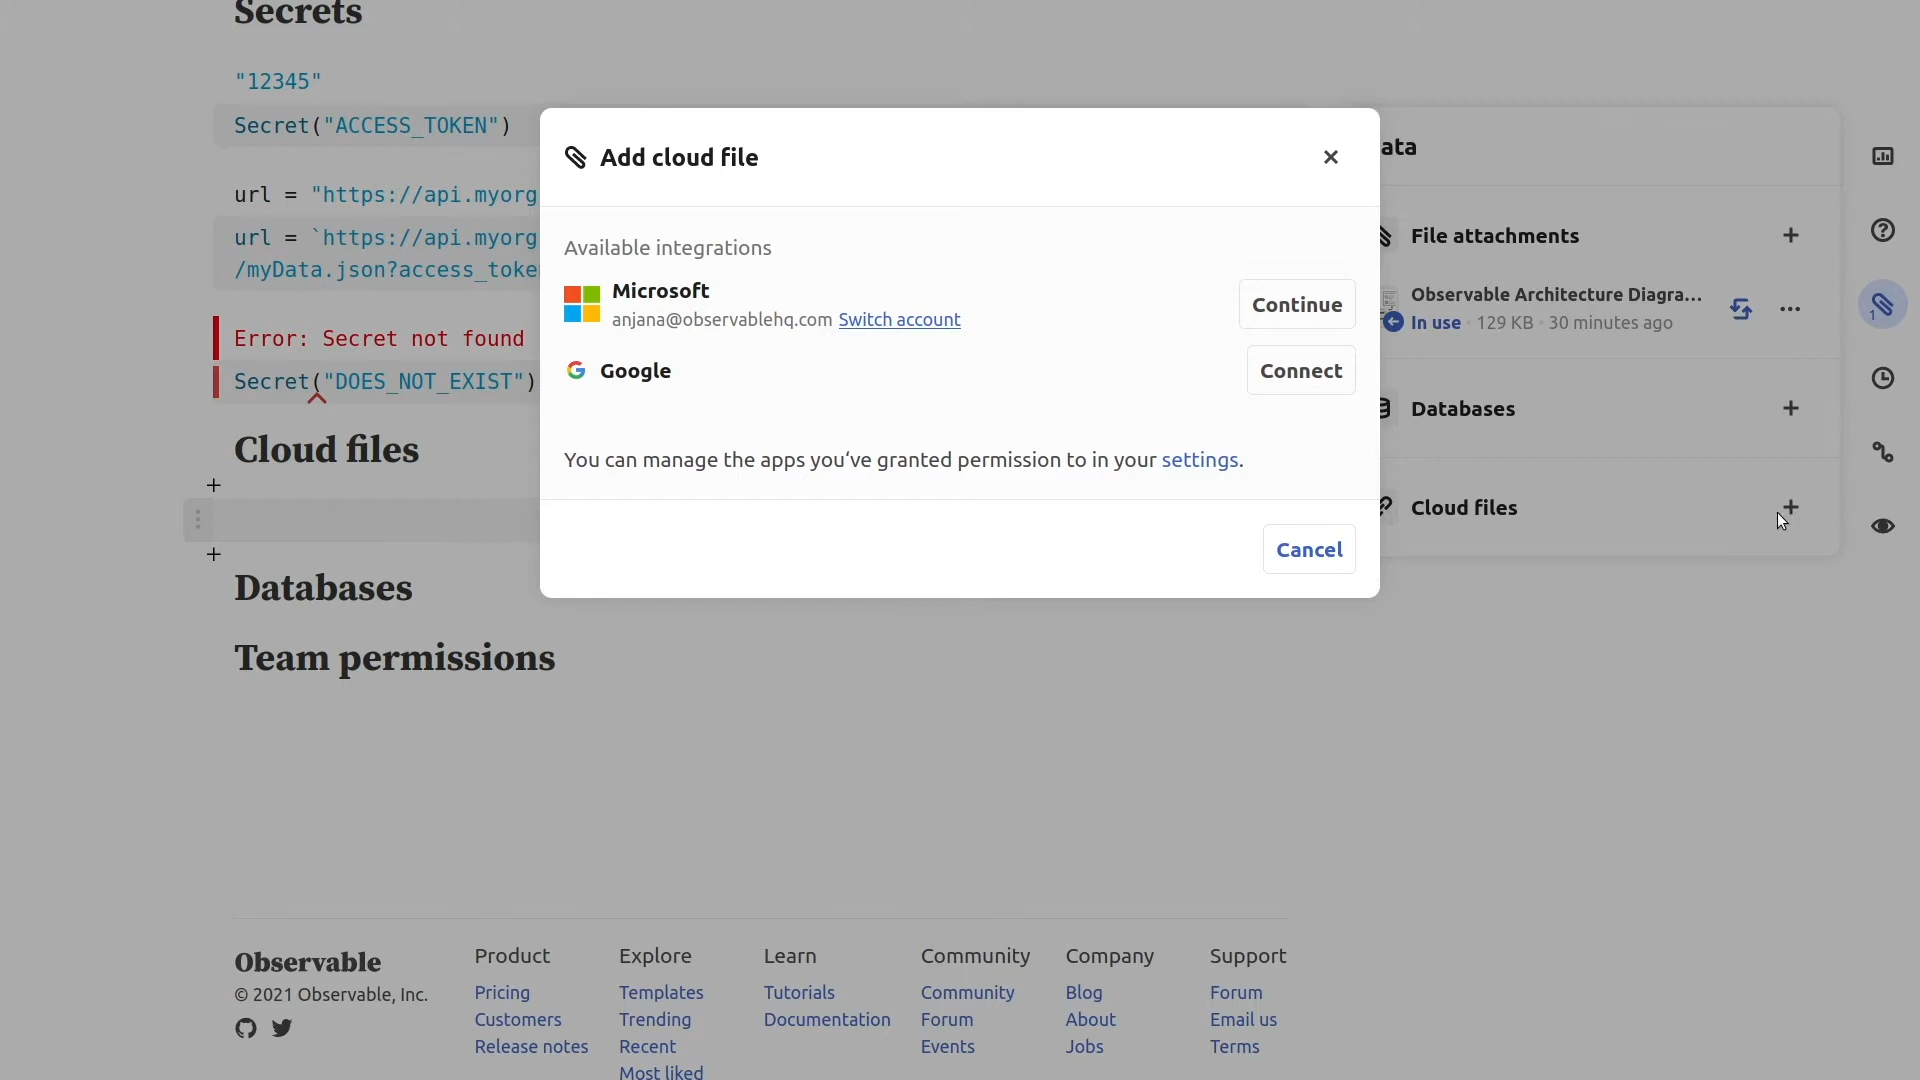 Secrets
"12345"
Secret("ACCESS_TOKEN")
url = "https://api.myorg
url = `https://api.myorg
/myData.json?access_toke
Error: Secret not found
Secret("DOES_NOT_EXIST")
Cloud files
Databases
Team permissions
Add cloud file
Available integrations
Microsoft
anjana@observablehq.com Switch account
Continue
Google
Connect
You can manage the apps you‘ve granted permission to in your settings.
Cancel
ata
File attachments
Observable Architecture Diagra...
In use · 129 KB · 30 minutes ago
Databases
Cloud files
1
Observable
© 2021 Observable, Inc.
Product
Pricing
Customers
Release notes
Explore
Templates
Trending
Recent
Most liked
Learn
Tutorials
Documentation
Community
Community
Forum
Events
Company
Blog
About
Jobs
Support
Forum
Email us
Terms